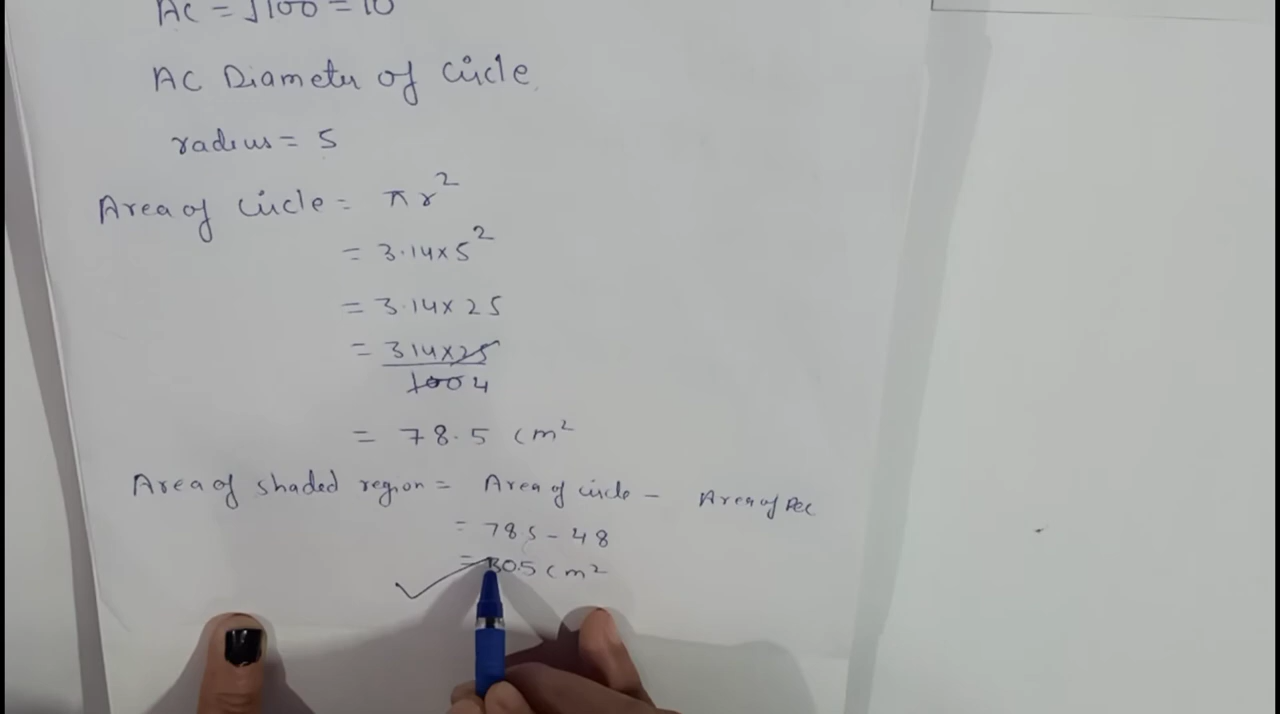 AC = √100 = 10
AC Diameter of Circle
radius = 5
Area of circle = πr²
= 3.14×5²
= 3.14×25
= 314×25
1004
= 78.5 cm²
Area of shaded region = Area of circle - Area of Rec
= 78.5-48
= 30.5 cm²